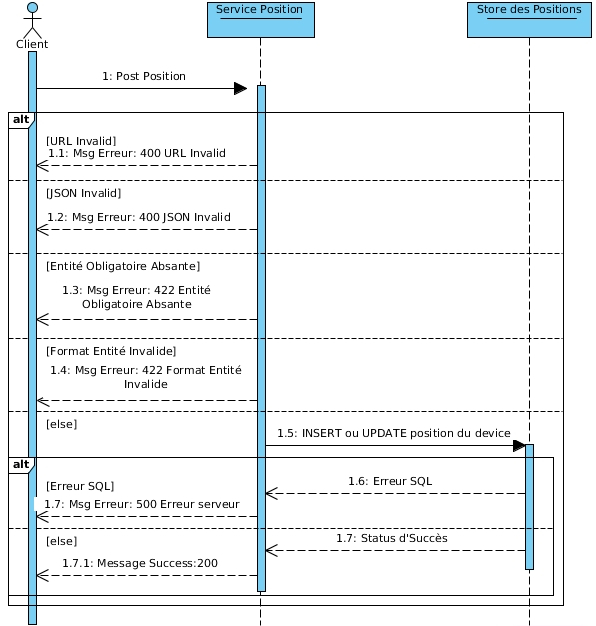 Service Position
Store des Positions
Client
1: Post Position
alt
[URL Invalid]
1.1: Msg Erreur: 400 URL Invalid
[JSON Invalid]
1.2: Msg Erreur: 400 JSON Invalid
[Entité Obligatoire Absante]
1.3: Msg Erreur: 422 Entité
Obligatoire Absante
[Format Entité Invalide]
1.4: Msg Erreur: 422 Format Entité
Invalide
[else]
1.5: INSERT ou UPDATE position du device
alt
[Erreur SQL]
1.6: Erreur SQL
1.7: Msg Erreur: 500 Erreur serveur
[else]
1.7: Status d'Succès
1.7.1: Message Success:200